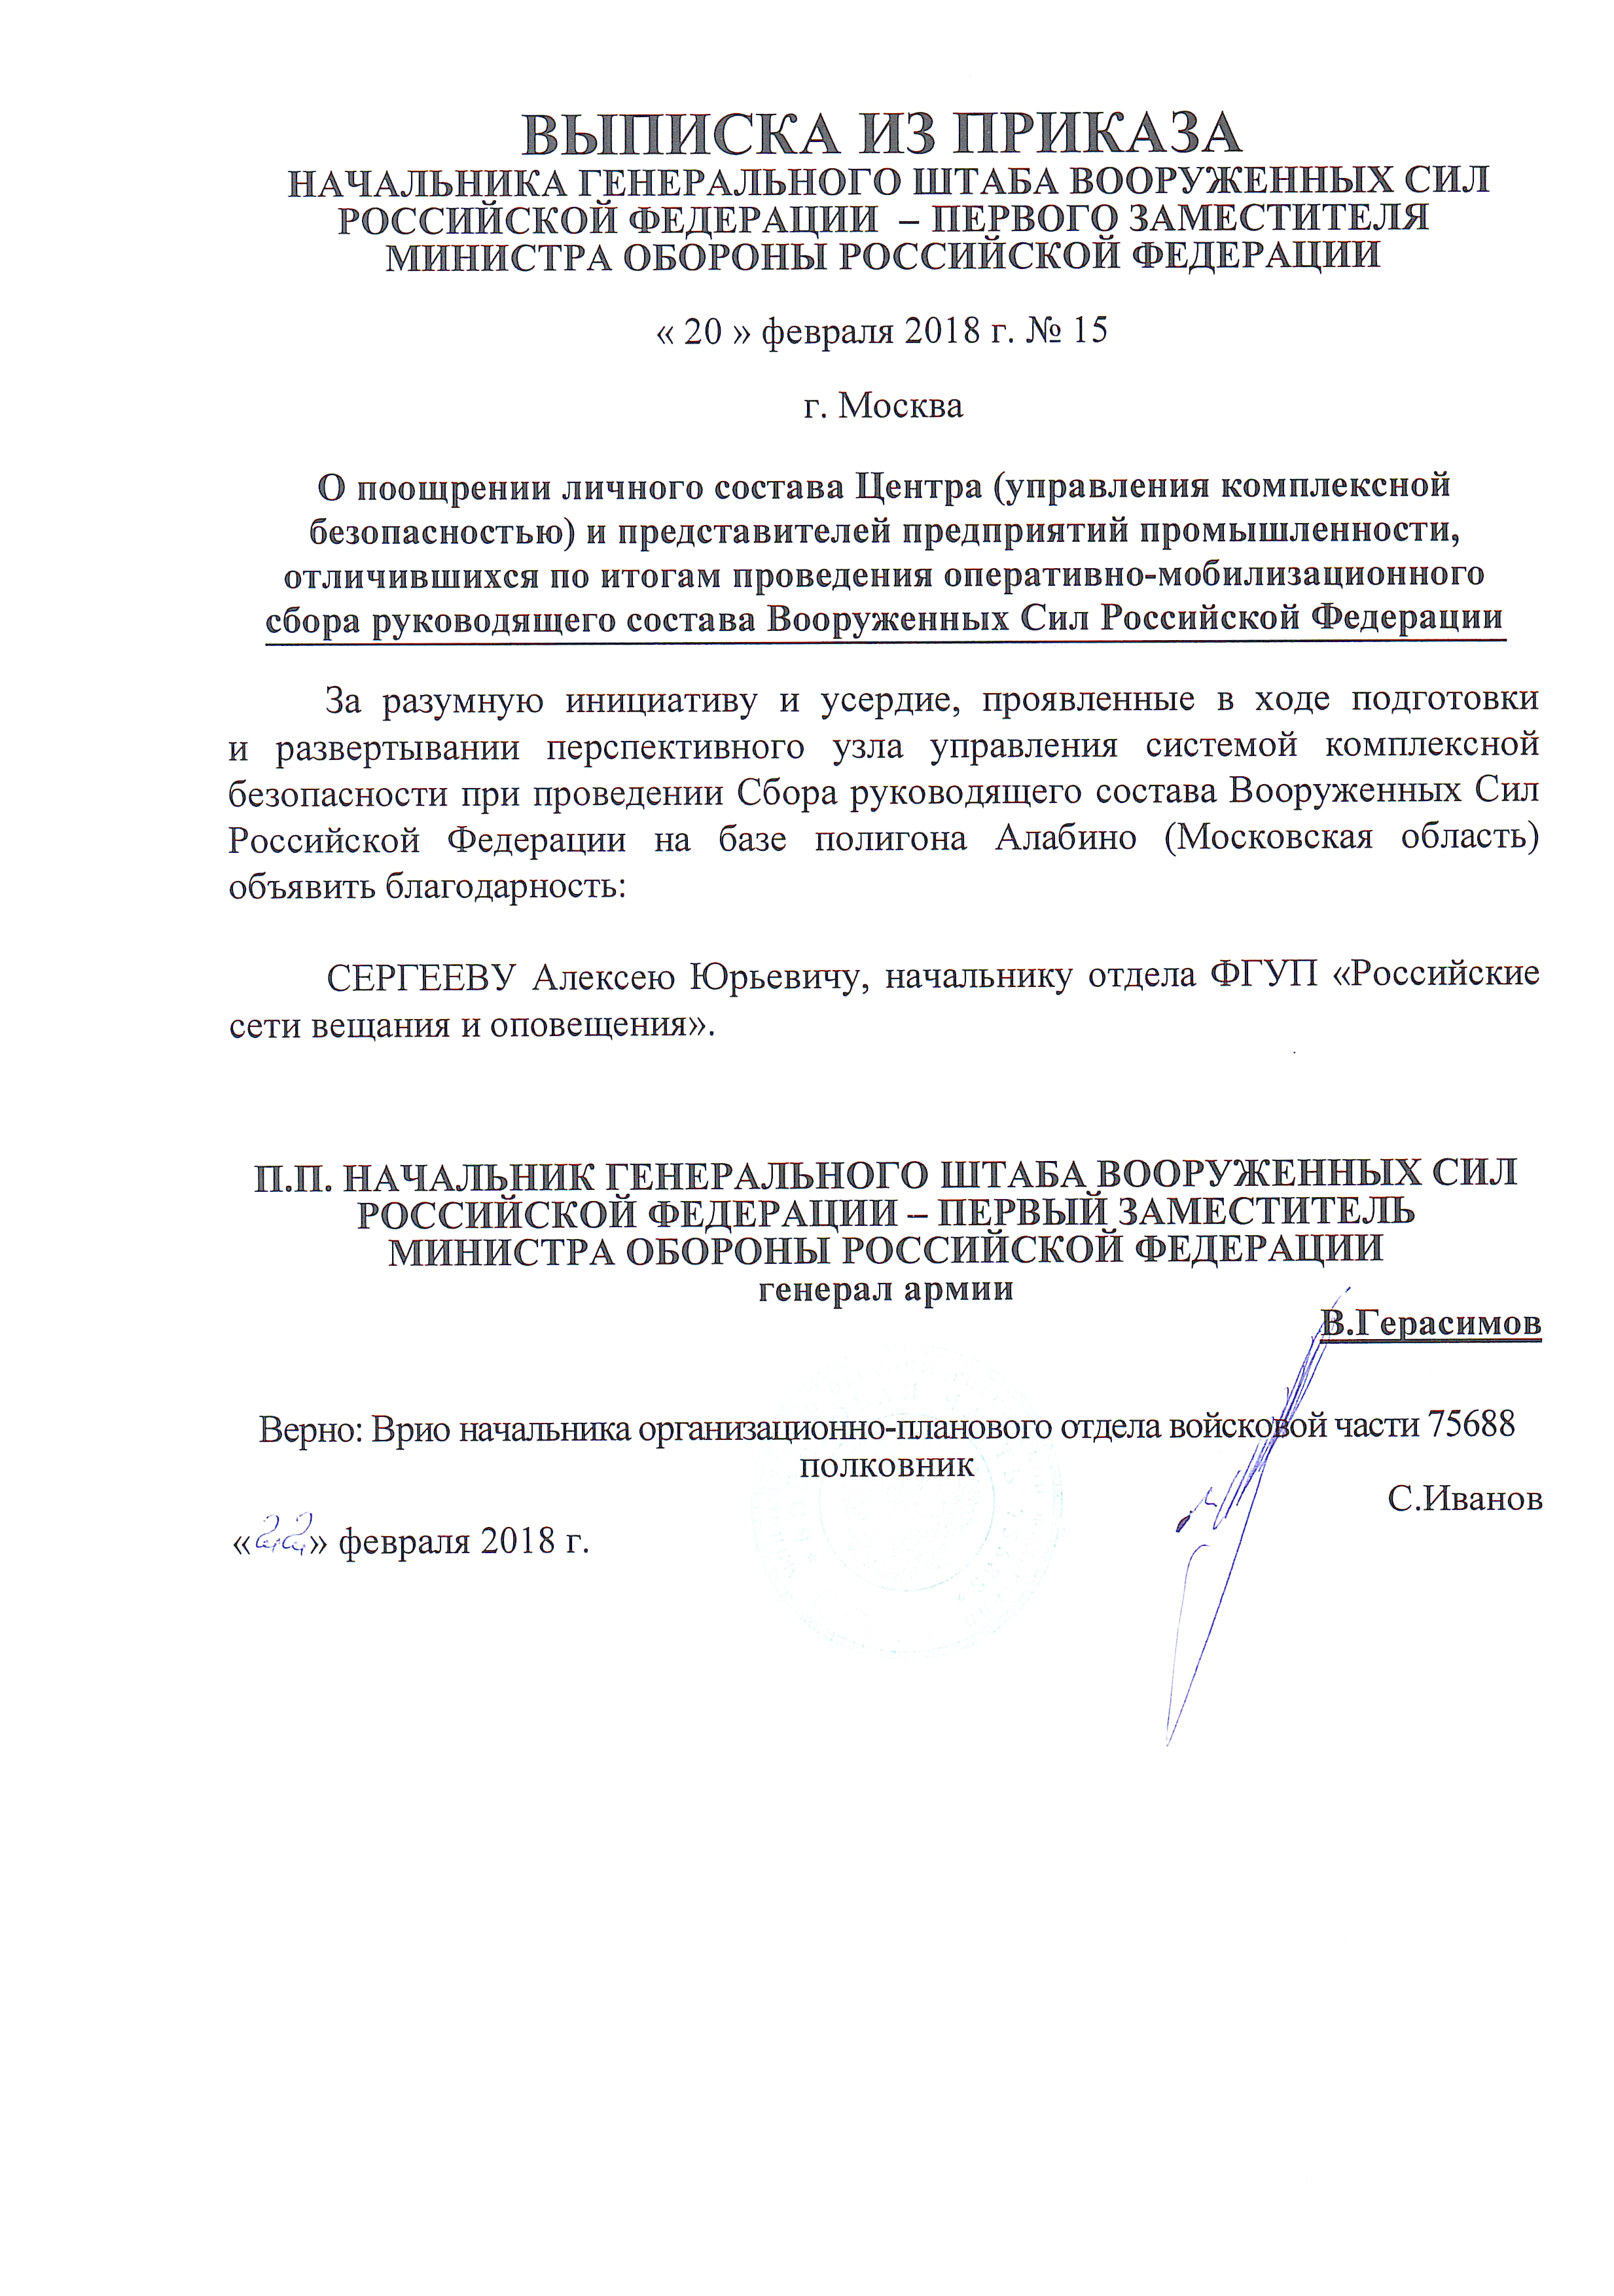 ВЫПИСКА ИЗ ПРИКАЗА
НАЧАЛЬНИКА ГЕНЕРАЛЬНОГО ШТАБА ВООРУЖЕННЫХ СИЛ
РОССИЙСКОЙ ФЕДЕРАЦИИ – ПЕРВОГО ЗАМЕСТИТЕЛЯ
МИНИСТРА ОБОРОНЫ РОССИЙСКОЙ ФЕДЕРАЦИИ
« 20 » февраля 2018 г. № 15
г. Москва
О поощрении личного состава Центра (управления комплексной
безопасностью) и представителей предприятий промышленности,
отличившихся по итогам проведения оперативно-мобилизационного
сбора руководящего состава Вооруженных Сил Российской Федерации
За разумную инициативу и усердие, проявленные в ходе подготовки
и развертывании перспективного узла управления системой комплексной
безопасности при проведении Сбора руководящего состава Вооруженных Сил
Российской Федерации на базе полигона Алабино (Московская область)
объявить благодарность:
СЕРГЕЕВУ Алексею Юрьевичу, начальнику отдела ФГУП «Российские
сети вещания и оповещения».
П.П. НАЧАЛЬНИК ГЕНЕРАЛЬНОГО ШТАБА ВООРУЖЕННЫХ СИЛ
РОССИЙСКОЙ ФЕДЕРАЦИИ – ПЕРВЫЙ ЗАМЕСТИТЕЛЬ
МИНИСТРА ОБОРОНЫ РОССИЙСКОЙ ФЕДЕРАЦИИ
генерал армии
В.Герасимов
Верно: Врио начальника организационно-планового отдела войсковой части 75688
полковник
С.Иванов
«22» февраля 2018 г.